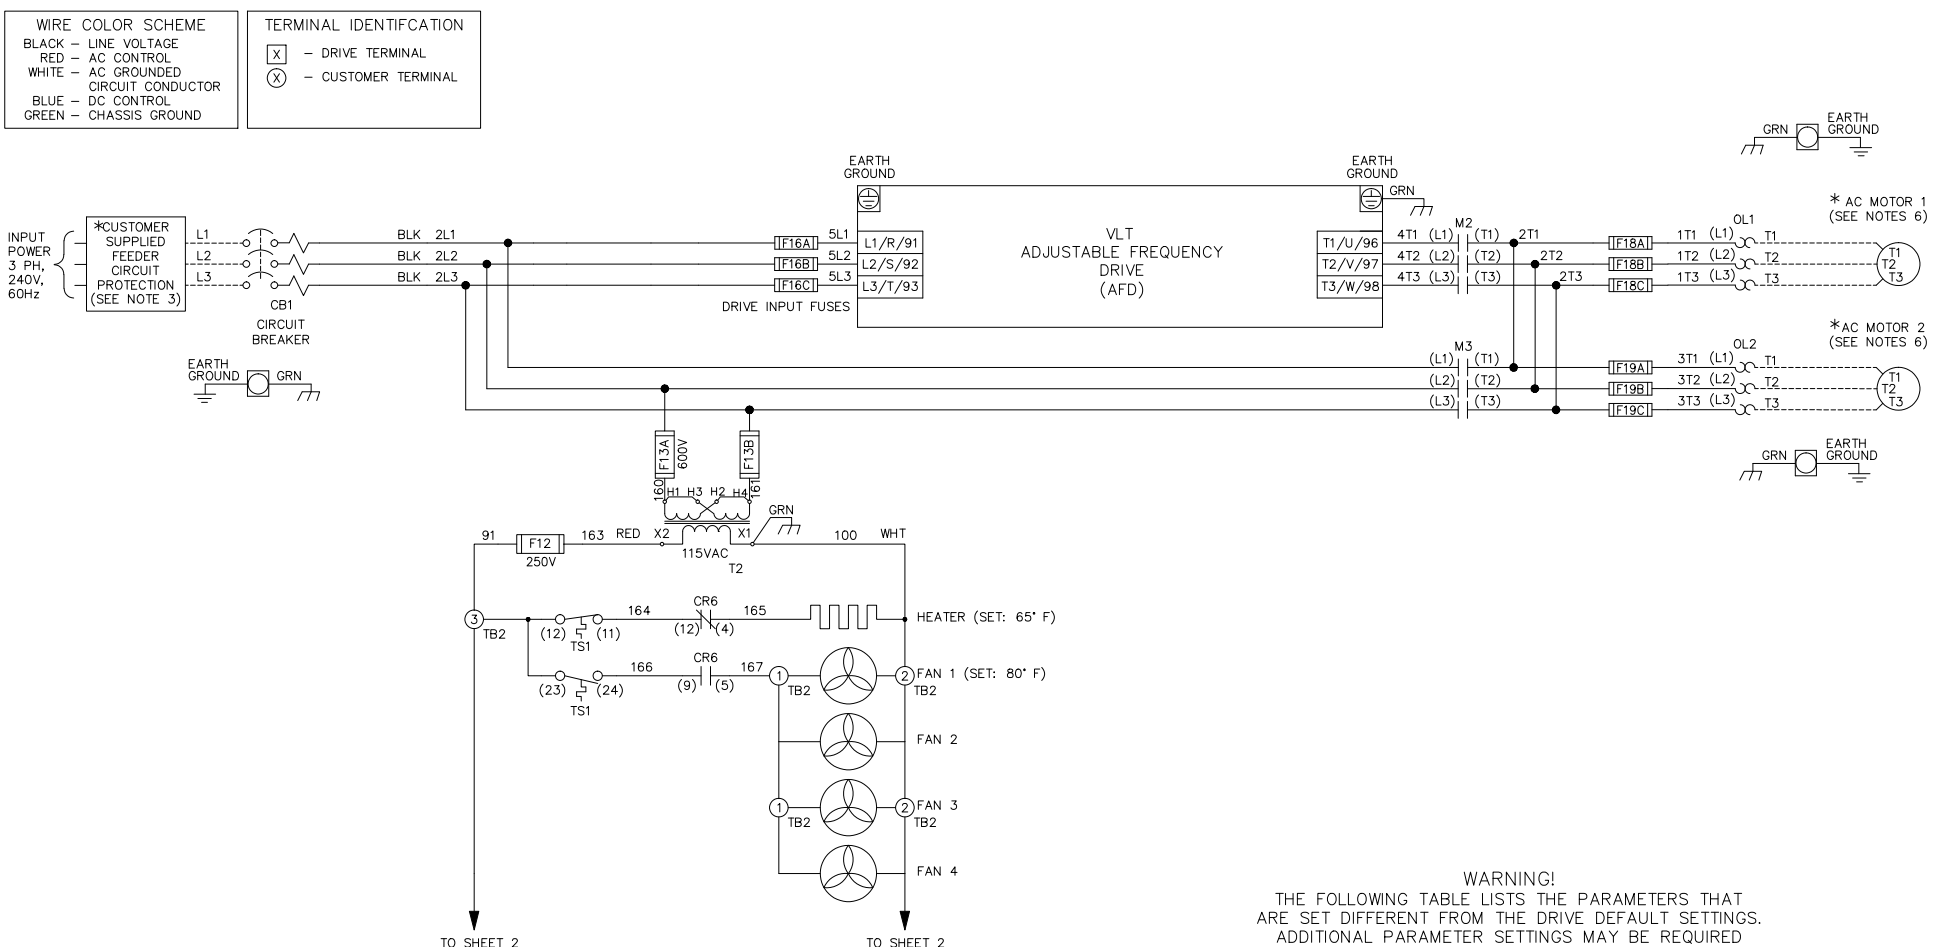 WIRE COLOR SCHEME
BLACK – LINE VOLTAGE
RED – AC CONTROL
WHITE – AC GROUNDED
CIRCUIT CONDUCTOR
BLUE – DC CONTROL
GREEN – CHASSIS GROUND
TERMINAL IDENTIFCATION
X – DRIVE TERMINAL
X – CUSTOMER TERMINAL
INPUT
POWER
3 PH,
240V,
60Hz
*CUSTOMER
SUPPLIED
FEEDER
CIRCUIT
PROTECTION
(SEE NOTE 3)
L1
L2
L3
CB1
CIRCUIT
BREAKER
BLK 2L1
BLK 2L2
BLK 2L3
EARTH
GROUND
GRN
F16A
F16B
F16C
5L1
5L2
5L3
DRIVE INPUT FUSES
EARTH
GROUND
L1/R/91
L2/S/92
L3/T/93
VLT
ADJUSTABLE FREQUENCY
DRIVE
(AFD)
EARTH
GROUND
GRN
T1/U/96
T2/V/97
T3/W/98
4T1 (L1)
4T2 (L2)
4T3 (L3)
M2
(T1)
(T2)
(T3)
2T1
2T2
2T3
F18A
F18B
F18C
1T1 (L1)
1T2 (L2)
1T3 (L3)
OL1
T1
T2
T3
GRN
EARTH
GROUND
* AC MOTOR 1
(SEE NOTES 6)
T1
T2
T3
M3
(L1) (T1)
(L2) (T2)
(L3) (T3)
F19A
F19B
F19C
3T1 (L1)
3T2 (L2)
3T3 (L3)
OL2
T1
T2
T3
*AC MOTOR 2
(SEE NOTES 6)
T1
T2
T3
GRN
EARTH
GROUND
F13A
600V
F13B
160
161
H1 H3 H2 H4
GRN
91
F12
250V
163 RED X2
115VAC
X1
T2
100 WHT
3
TB2
(12) (11)
TS1
164
CR6
(12) (4)
165
HEATER (SET: 65° F)
(23) (24)
TS1
166
CR6
(9) (5)
167
1
TB2
2
TB2
FAN 1 (SET: 80° F)
FAN 2
1
TB2
2
TB2
FAN 3
FAN 4
TO SHEET 2
TO SHEET 2
WARNING!
THE FOLLOWING TABLE LISTS THE PARAMETERS THAT
ARE SET DIFFERENT FROM THE DRIVE DEFAULT SETTINGS.
ADDITIONAL PARAMETER SETTINGS MAY BE REQUIRED